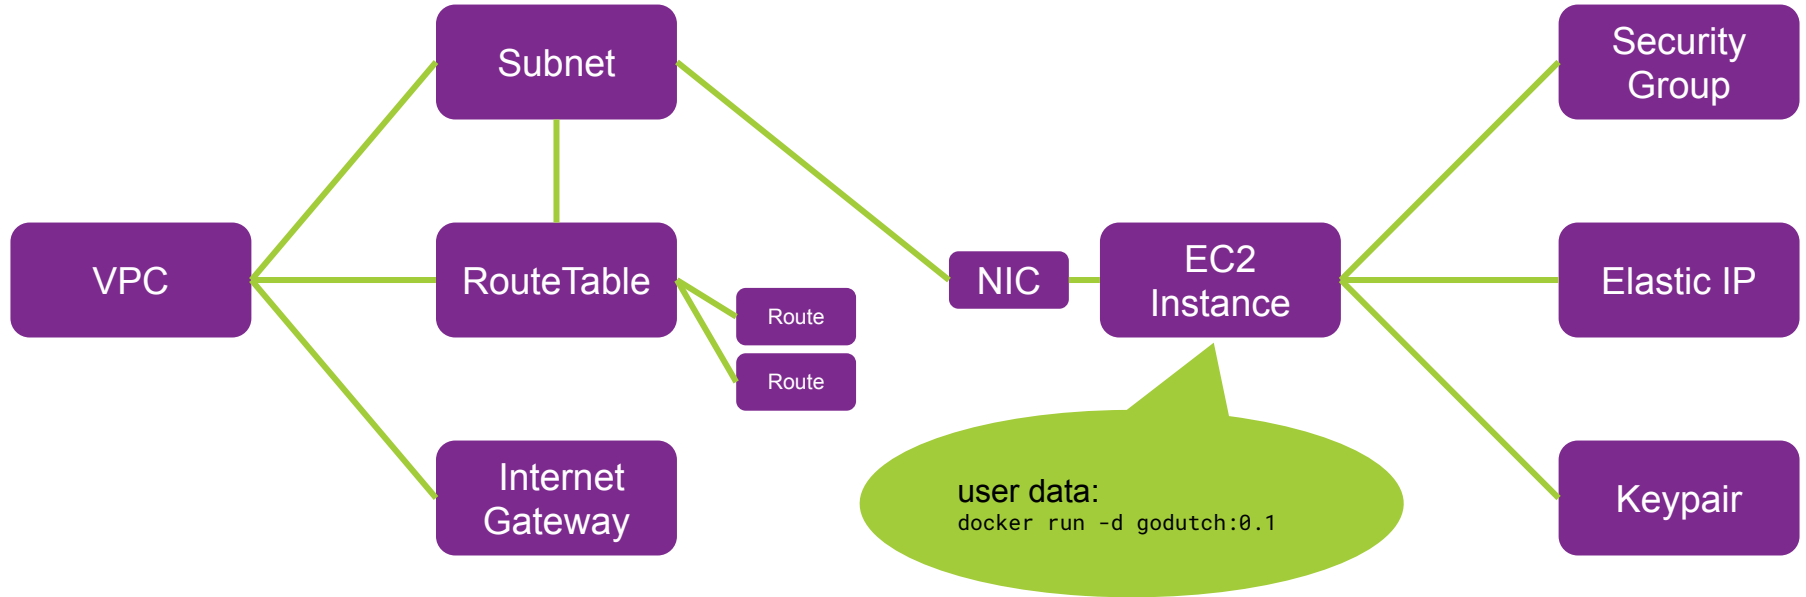 Subnet
Security
Group
VPC
RouteTable
Route
Route
NIC
EC2
Instance
Elastic IP
Internet
Gateway
user data:
docker run -d godutch:0.1
Keypair